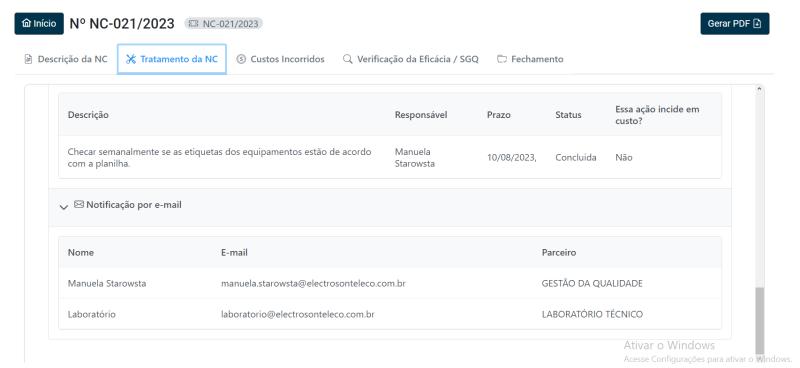 Início Nº NC-021/2023 NC-021/2023 Gerar PDF
Descrição da NC Tratamento da NC Custos Incorridos Verificação da Eficácia / SGQ Fechamento
Descrição Responsável Prazo Status Essa ação incide em
custo?
Checar semanalmente se as etiquetas dos equipamentos estão de acordo
com a planilha. Manuela
Starowsta 10/08/2023, Concluída Não
Notificação por e-mail
Nome E-mail Parceiro
Manuela Starowsta manuela.starowsta@electrosonteleco.com.br GESTÃO DA QUALIDADE
Laboratório laboratorio@electrosonteleco.com.br LABORATÓRIO TÉCNICO
Ativar o Windows
Acesse Configurações para ativar o Windows.